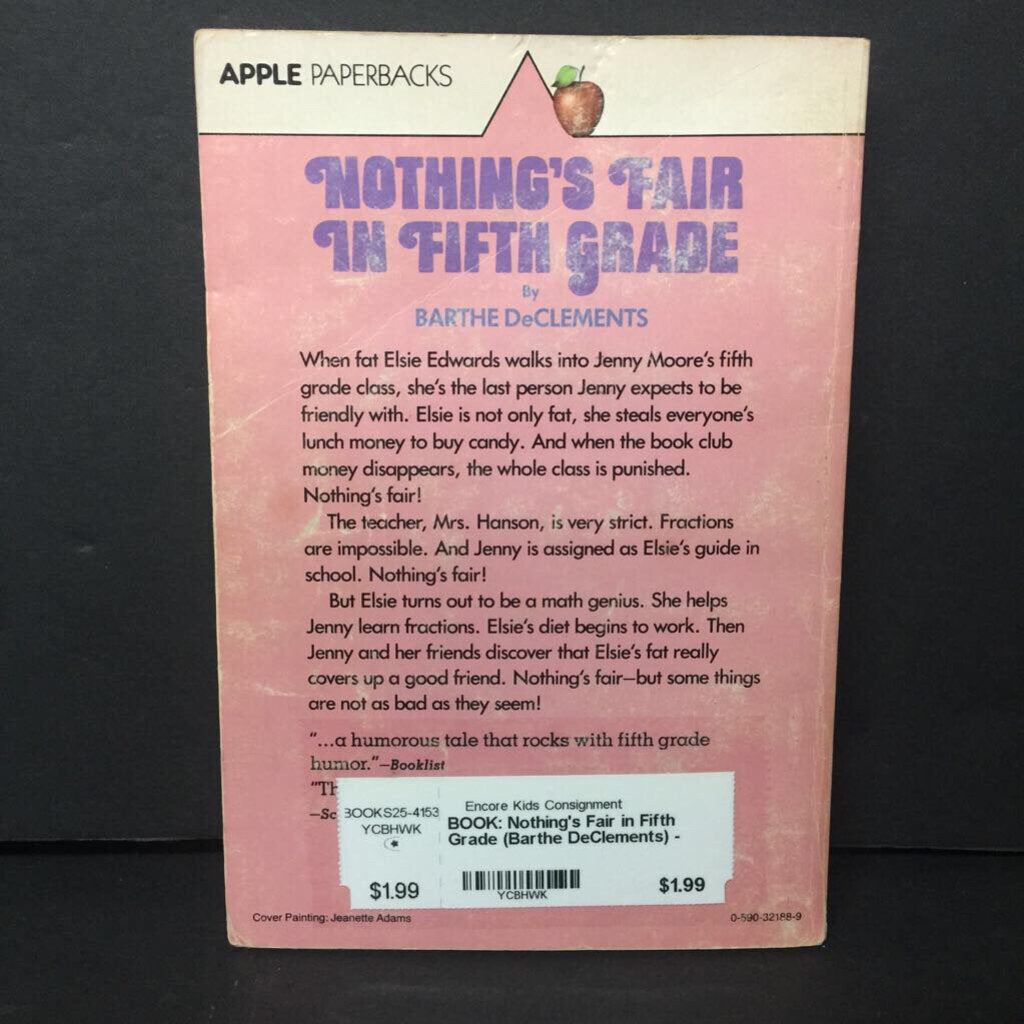 APPLE PAPERBACKS
NOTHING'S FAIR
IN FIFTH GRADE
By
BARTHE DeCLEMENTS
When fat Elsie Edwards walks into Jenny Moore's fifth
grade class, she's the last person Jenny expects to be
friendly with. Elsie is not only fat, she steals everyone's
lunch money to buy candy. And when the book club
money disappears, the whole class is punished.
Nothing's fair!
The teacher, Mrs. Hanson, is very strict. Fractions
are impossible. And Jenny is assigned as Elsie's guide in
school. Nothing's fair!
But Elsie turns out to be a math genius. She helps
Jenny learn fractions. Elsie's diet begins to work. Then
Jenny and her friends discover that Elsie's fat really
covers up a good friend. Nothing's fair—but some things
are not as bad as they seem!
"...a humorous tale that rocks with fifth grade
humor."—Booklist
BOOKS25-4153
YCBHWK
$1.99
Encore Kids Consignment
BOOK: Nothing's Fair in Fifth
Grade (Barthe DeClements) -
YCBHWK
$1.99
Cover Painting: Jeanette Adams
0-590-32188-9